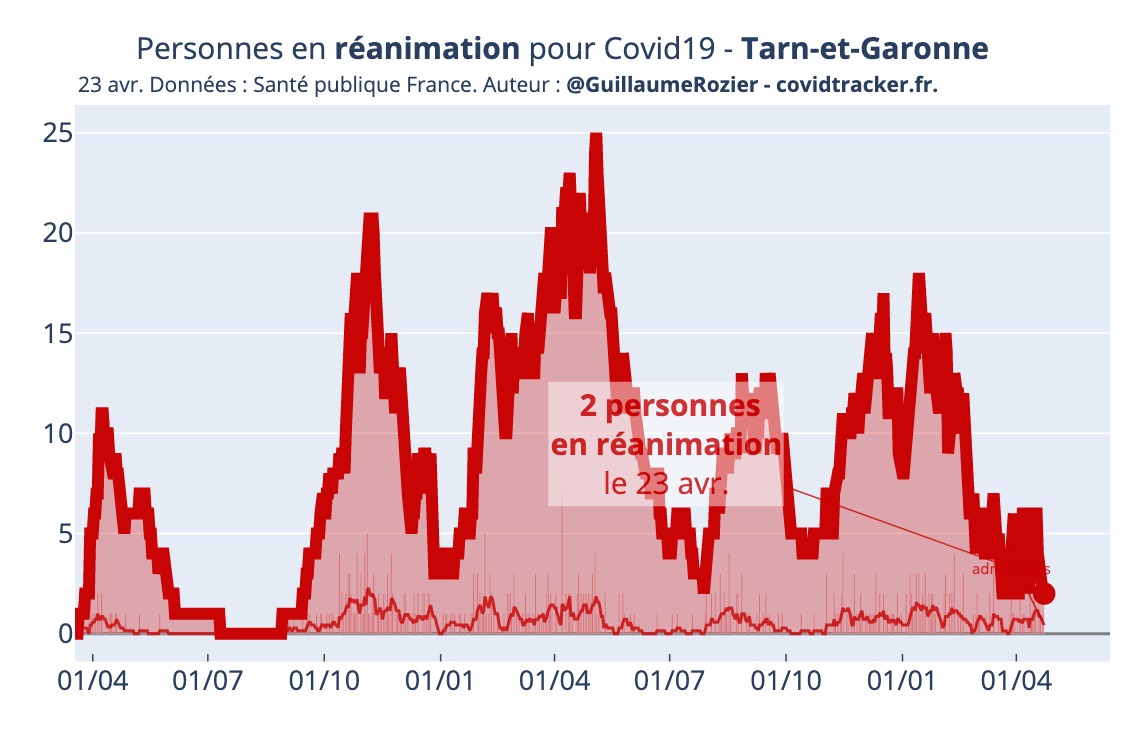 Personnes en réanimation pour Covid19 - Tarn-et-Garonne
23 avr. Données : Santé publique France. Auteur : @GuillaumeRozier - covidtracker.fr.
25
20
15
10
5
0
2 personnes
en réanimation
le 23 avr.
01/04 01/07 01/10 01/01 01/04 01/07 01/10 01/01 01/04